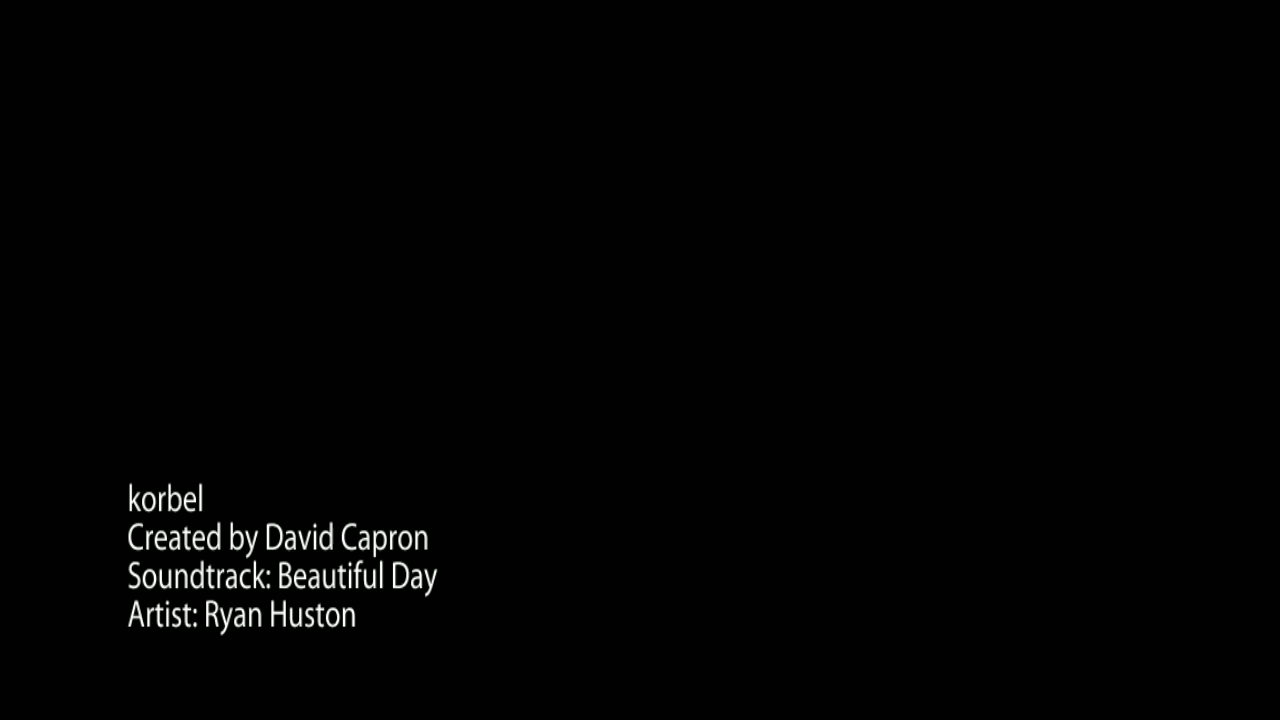 korbel
Created by David Capron
Soundtrack: Beautiful Day
Artist: Ryan Huston